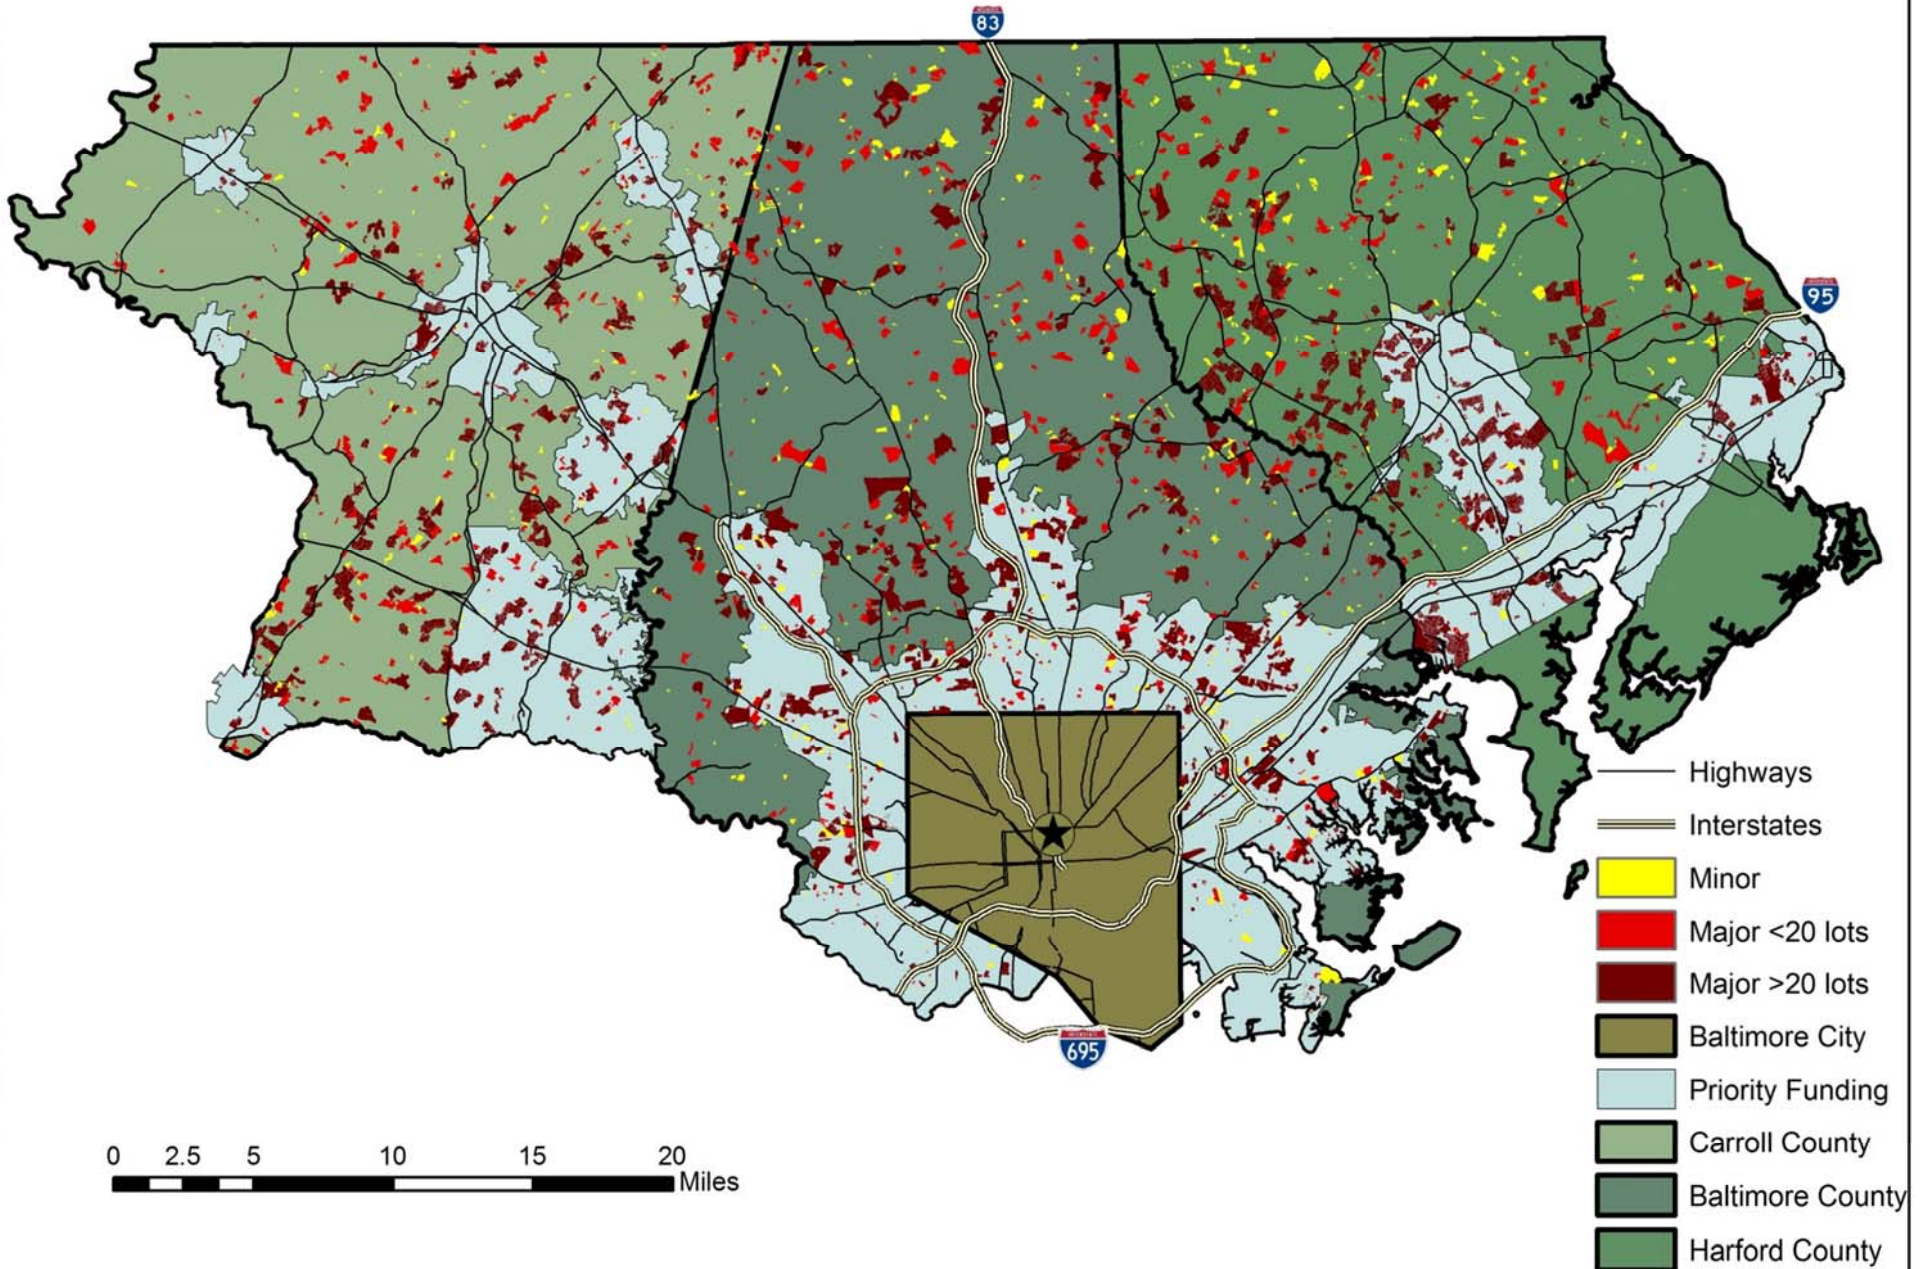 83
95
Highways
Interstates
Minor
Major <20 lots
Major >20 lots
Baltimore City
695
Priority Funding
Carroll County
0 2.5 5 10 15 20
Miles
Baltimore County
Harford County